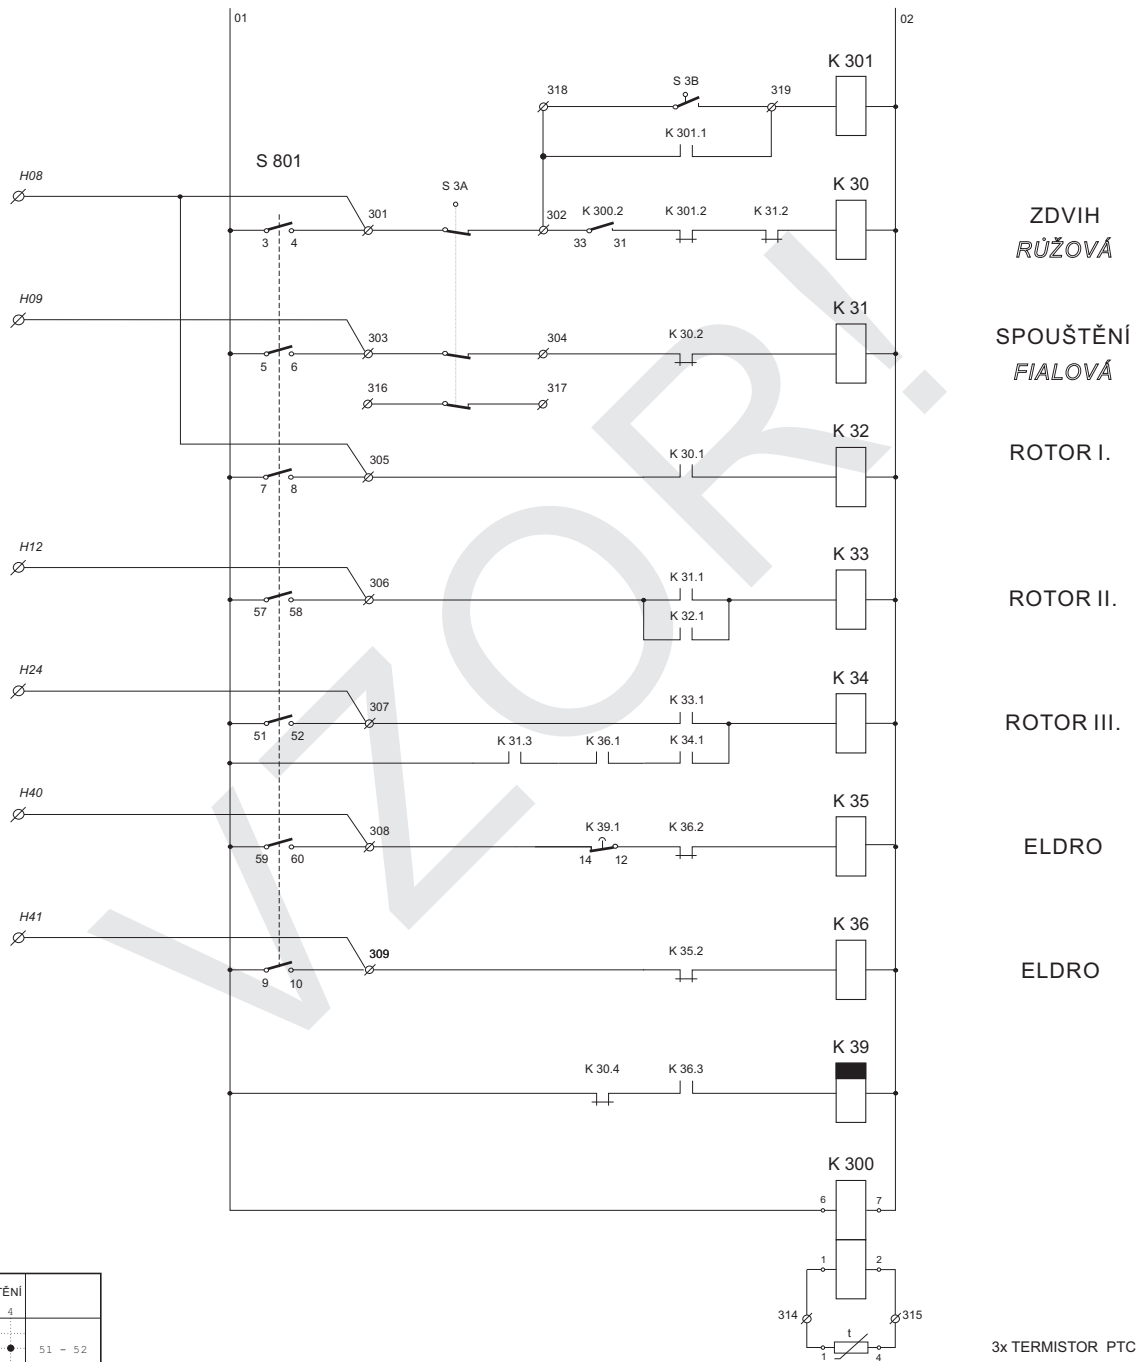 01
02
K 301
318
S 3B
319
K 301.1
S 801
H08
S 3A
K 30
301
302
K 300.2
K 301.2
K 31.2
3
4
33
31
ZDVIH
RŮŽOVÁ
H09
K 31
303
304
K 30.2
SPOUŠTĚNÍ
5
6
FIALOVÁ
316
317
K 32
305
K 30.1
ROTOR I.
7
8
H12
K 33
306
K 31.1
57
58
K 32.1
ROTOR II.
H24
K 34
307
K 33.1
51
52
ROTOR III.
K 31.3
K 36.1
K 34.1
H40
K 35
308
K 39.1
K 36.2
59
60
14
12
ELDRO
H41
K 36
309
K 35.2
9
10
ELDRO
K 39
K 30.4
K 36.3
K 300
6
7
1
2
314
315
t
1
4
3x TERMISTOR PTC
TĚNÍ
4
51 - 52
VZOR!